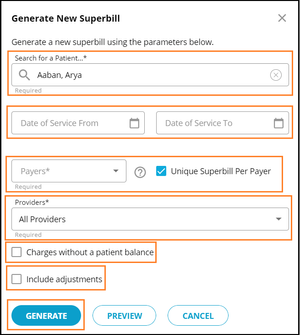 Generate New Superbill
Generate a new superbill using the parameters below.
Search for a Patient...*
Aaban, Arya
Required
Date of Service From
Date of Service To
Payers*
Unique Superbill Per Payer
Required
Providers*
All Providers
Required
Charges without a patient balance
Include adjustments
GENERATE
PREVIEW
CANCEL